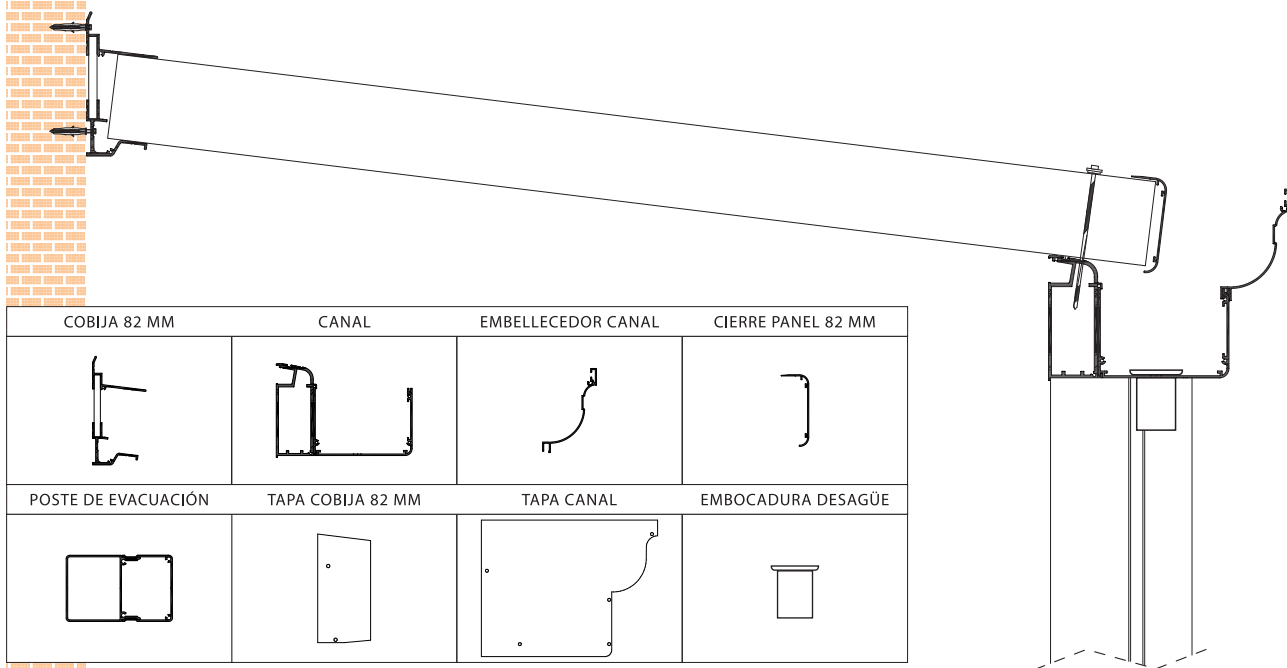 COBIJA 82 MM
CANAL
EMBELLECEDOR CANAL
CIERRE PANEL 82 MM
POSTE DE EVACUACIÓN
TAPA COBIJA 82 MM
TAPA CANAL
EMBOCADURA DESAGÜE